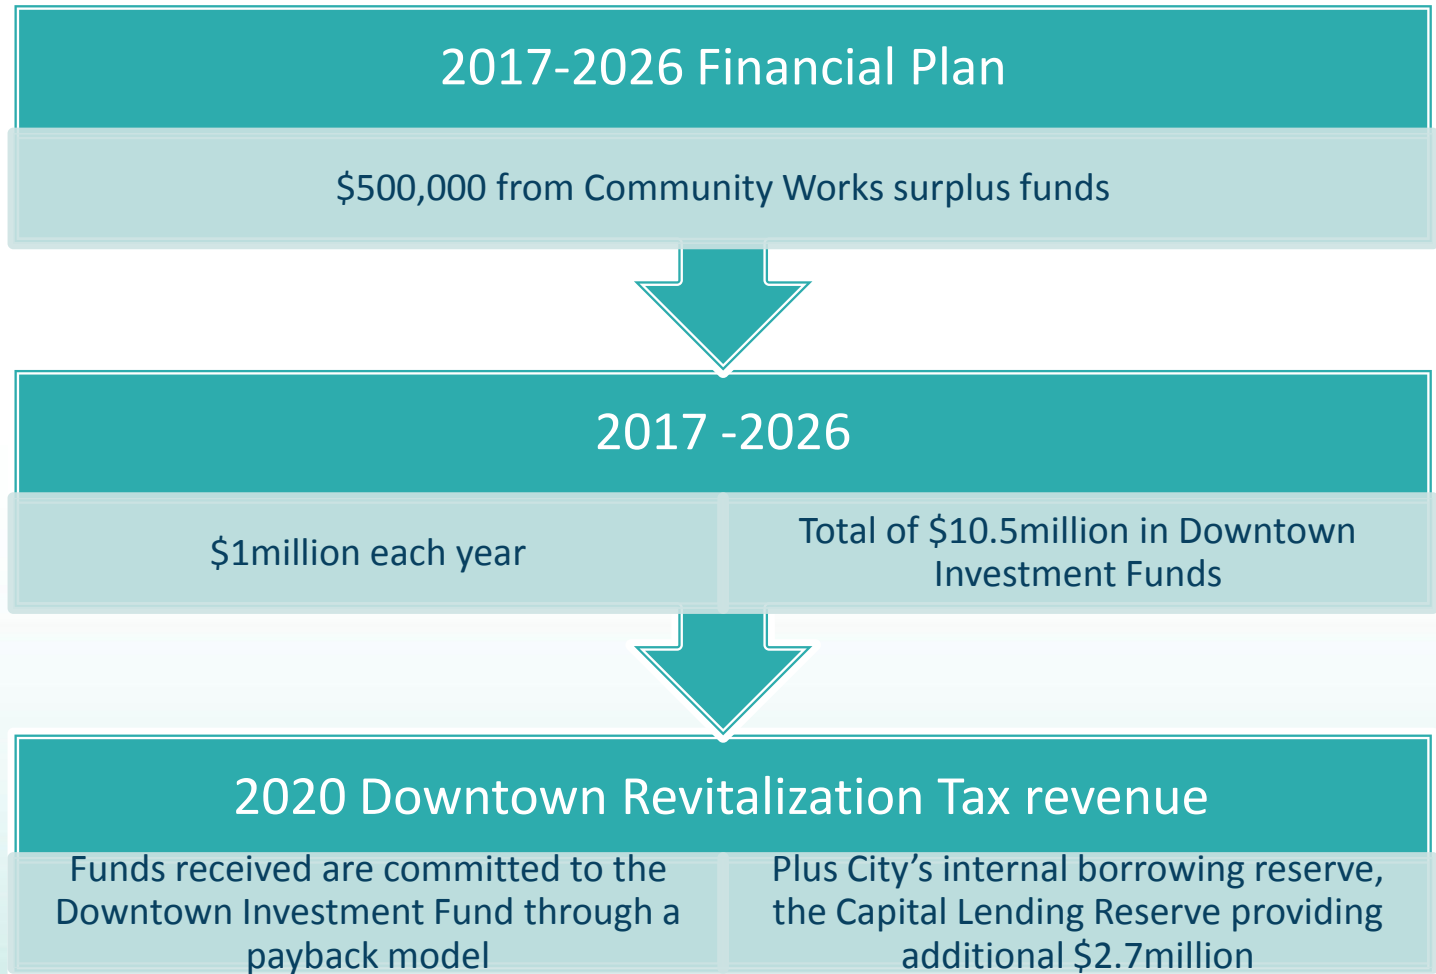 2017-2026 Financial Plan
$500,000 from Community Works surplus funds
2017 -2026
$1million each year
Total of $10.5million in Downtown
Investment Funds
2020 Downtown Revitalization Tax revenue
Funds received are committed to the
Downtown Investment Fund through a
payback model
Plus City’s internal borrowing reserve,
the Capital Lending Reserve providing
additional $2.7million